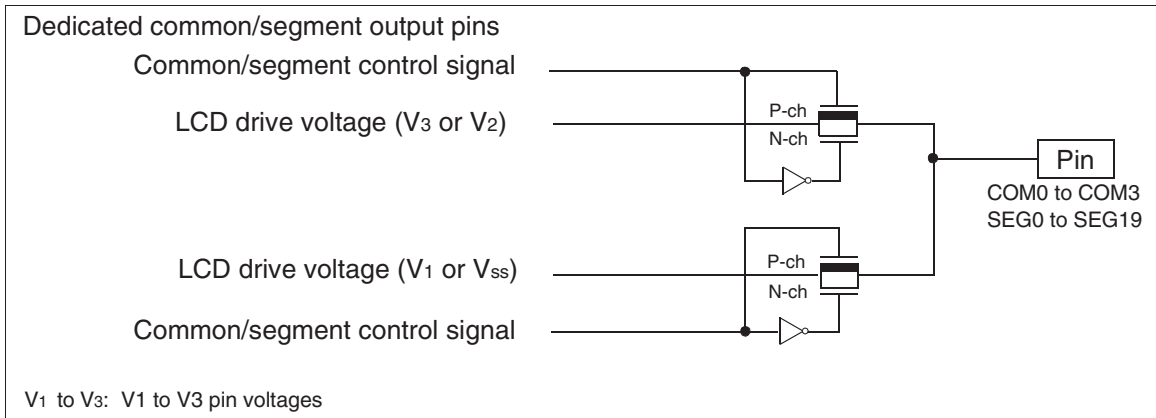 Dedicated common/segment output pins
Common/segment control signal
LCD drive voltage (V3 or V2)
P-ch
N-ch
Pin
COM0 to COM3
SEG0 to SEG19
LCD drive voltage (V1 or Vss)
P-ch
N-ch
Common/segment control signal
V1 to V3: V1 to V3 pin voltages